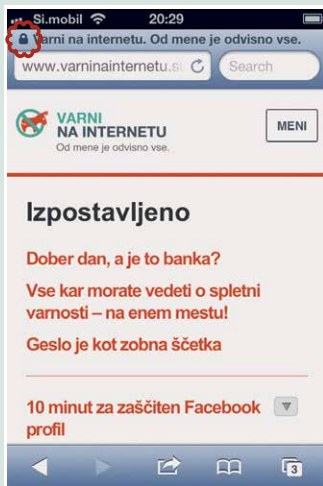 Si.mobil 20:29
Varni na internetu. Od mene je odvisno vse.
www.varninainternetu.si Search
VARNI
NA INTERNETU
Od mene je odvisno vse.
MENI
Izpostavljeno
Dober dan, a je to banka?
Vse kar morate vedeti o spletni
varnosti – na enem mestu!
Geslo je kot zobna ščetka
10 minut za zaščiten Facebook
profil
3